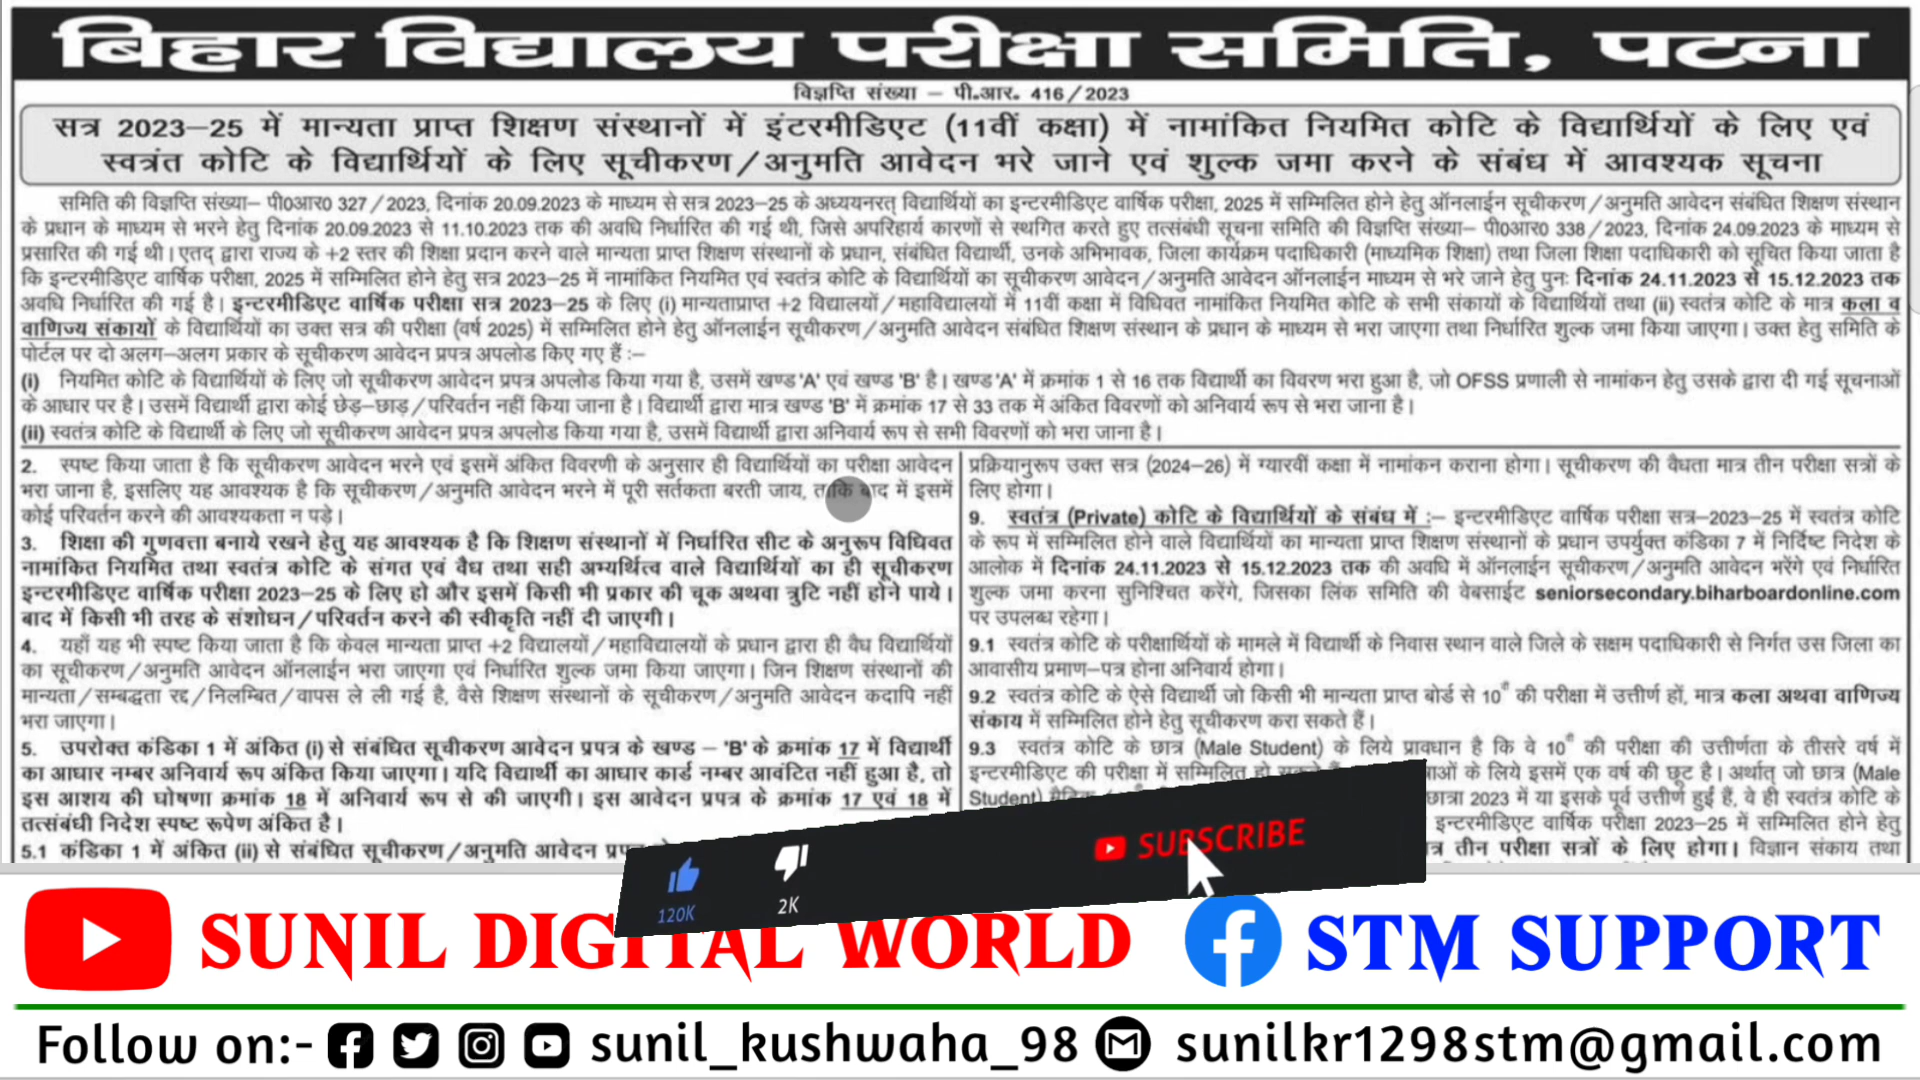 बिहार विद्यालय परीक्षा समिति, पटना
विज्ञप्ति संख्या – पी.आर. 416/2023
सत्र 2023–25 में मान्यता प्राप्त शिक्षण संस्थानों में इंटरमीडिएट (11वीं कक्षा) में नामांकित नियमित कोटि के विद्यार्थियों के लिए एवं
स्वत्रंत कोटि के विद्यार्थियों के लिए सूचीकरण/अनुमति आवेदन भरे जाने एवं शुल्क जमा करने के संबंध में आवश्यक सूचना
समिति की विज्ञप्ति संख्या– पी0आर0 327/2023, दिनांक 20.09.2023 के माध्यम से सत्र 2023–25 के अध्ययनरत् विद्यार्थियों का इन्टरमीडिएट वार्षिक परीक्षा, 2025 में सम्मिलित होने हेतु ऑनलाईन सूचीकरण/अनुमति आवेदन संबंधित शिक्षण संस्थान
के प्रधान के माध्यम से भरने हेतु दिनांक 20.09.2023 से 11.10.2023 तक की अवधि निर्धारित की गई थी, जिसे अपरिहार्य कारणों से स्थगित करते हुए तत्संबंधी सूचना समिति की विज्ञप्ति संख्या– पी0आर0 338/2023, दिनांक 24.09.2023 के माध्यम से
प्रसारित की गई थी। एतद् द्वारा राज्य के +2 स्तर की शिक्षा प्रदान करने वाले मान्यता प्राप्त शिक्षण संस्थानों के प्रधान, संबंधित विद्यार्थी, उनके अभिभावक, जिला कार्यक्रम पदाधिकारी (माध्यमिक शिक्षा) तथा जिला शिक्षा पदाधिकारी को सूचित किया जाता है
कि इन्टरमीडिएट वार्षिक परीक्षा, 2025 में सम्मिलित होने हेतु सत्र 2023–25 में नामांकित नियमित एवं स्वतंत्र कोटि के विद्यार्थियों का सूचीकरण आवेदन/अनुमति आवेदन ऑनलाईन माध्यम से भरे जाने हेतु पुनः दिनांक 24.11.2023 से 15.12.2023 तक
अवधि निर्धारित की गई है। इन्टरमीडिएट वार्षिक परीक्षा सत्र 2023–25 के लिए (i) मान्यताप्राप्त +2 विद्यालयों/महाविद्यालयों में 11वीं कक्षा में विधिवत नामांकित नियमित कोटि के सभी संकायों के विद्यार्थियों तथा (ii) स्वतंत्र कोटि के मात्र कला व
वाणिज्य संकायों के विद्यार्थियों का उक्त सत्र की परीक्षा (वर्ष 2025) में सम्मिलित होने हेतु ऑनलाईन सूचीकरण/अनुमति आवेदन संबंधित शिक्षण संस्थान के प्रधान के माध्यम से भरा जाएगा तथा निर्धारित शुल्क जमा किया जाएगा। उक्त हेतु समिति के
पोर्टल पर दो अलग–अलग प्रकार के सूचीकरण आवेदन प्रपत्र अपलोड किए गए हैं :–
(i) नियमित कोटि के विद्यार्थियों के लिए जो सूचीकरण आवेदन प्रपत्र अपलोड किया गया है, उसमें खण्ड 'A' एवं खण्ड 'B' है। खण्ड 'A' में क्रमांक 1 से 16 तक विद्यार्थी का विवरण भरा हुआ है, जो OFSS प्रणाली से नामांकन हेतु उसके द्वारा दी गई सूचनाओं
के आधार पर है। उसमें विद्यार्थी द्वारा कोई छेड़–छाड़/परिवर्तन नहीं किया जाना है। विद्यार्थी द्वारा मात्र खण्ड 'B' में क्रमांक 17 से 33 तक में अंकित विवरणों को अनिवार्य रूप से भरा जाना है।
(ii) स्वतंत्र कोटि के विद्यार्थी के लिए जो सूचीकरण आवेदन प्रपत्र अपलोड किया गया है, उसमें विद्यार्थी द्वारा अनिवार्य रूप से सभी विवरणों को भरा जाना है।
2. स्पष्ट किया जाता है कि सूचीकरण आवेदन भरने एवं इसमें अंकित विवरणी के अनुसार ही विद्यार्थियों का परीक्षा आवेदन
भरा जाना है, इसलिए यह आवश्यक है कि सूचीकरण/अनुमति आवेदन भरने में पूरी सर्तकता बरती जाय, ताकि बाद में इसमें
कोई परिवर्तन करने की आवश्यकता न पड़े।
3. शिक्षा की गुणवत्ता बनाये रखने हेतु यह आवश्यक है कि शिक्षण संस्थानों में निर्धारित सीट के अनुरूप विधिवत
नामांकित नियमित तथा स्वतंत्र कोटि के संगत एवं वैध तथा सही अभ्यर्थित्व वाले विद्यार्थियों का ही सूचीकरण
इन्टरमीडिएट वार्षिक परीक्षा 2023–25 के लिए हो और इसमें किसी भी प्रकार की चूक अथवा त्रुटि नहीं होने पाये।
बाद में किसी भी तरह के संशोधन/परिवर्तन करने की स्वीकृति नहीं दी जाएगी।
4. यहाँ यह भी स्पष्ट किया जाता है कि केवल मान्यता प्राप्त +2 विद्यालयों/महाविद्यालयों के प्रधान द्वारा ही वैध विद्यार्थियों
का सूचीकरण/अनुमति आवेदन ऑनलाईन भरा जाएगा एवं निर्धारित शुल्क जमा किया जाएगा। जिन शिक्षण संस्थानों की
मान्यता/सम्बद्धता रद्द/निलम्बित/वापस ले ली गई है, वैसे शिक्षण संस्थानों के सूचीकरण/अनुमति आवेदन कदापि नहीं
भरा जाएगा।
5. उपरोक्त कंडिका 1 में अंकित (i) से संबंधित सूचीकरण आवेदन प्रपत्र के खण्ड – 'B' के क्रमांक 17 में विद्यार्थी
का आधार नम्बर अनिवार्य रूप अंकित किया जाएगा। यदि विद्यार्थी का आधार कार्ड नम्बर आवंटित नहीं हुआ है, तो
इस आशय की घोषणा क्रमांक 18 में अनिवार्य रूप से की जाएगी। इस आवेदन प्रपत्र के क्रमांक 17 एवं 18 में
तत्संबंधी निदेश स्पष्ट रूपेण अंकित है।
5.1 कंडिका 1 में अंकित (ii) से संबंधित सूचीकरण/अनुमति आवेदन
प्रक्रियानुरूप उक्त सत्र (2024–26) में ग्यारवीं कक्षा में नामांकन कराना होगा। सूचीकरण की वैधता मात्र तीन परीक्षा सत्रों के
लिए होगा।
9. स्वतंत्र (Private) कोटि के विद्यार्थियों के संबंध में :– इन्टरमीडिएट वार्षिक परीक्षा सत्र–2023–25 में स्वतंत्र कोटि
के रूप में सम्मिलित होने वाले विद्यार्थियों का मान्यता प्राप्त शिक्षण संस्थानों के प्रधान उपर्युक्त कंडिका 7 में निर्दिष्ट निदेश के
आलोक में दिनांक 24.11.2023 से 15.12.2023 तक की अवधि में ऑनलाईन सूचीकरण/अनुमति आवेदन भरेंगे एवं निर्धारित
शुल्क जमा करना सुनिश्चित करेंगे, जिसका लिंक समिति की वेबसाईट seniorsecondary.biharboardonline.com
पर उपलब्ध रहेगा।
9.1 स्वतंत्र कोटि के परीक्षार्थियों के मामले में विद्यार्थी के निवास स्थान वाले जिले के सक्षम पदाधिकारी से निर्गत उस जिला का
आवासीय प्रमाण–पत्र होना अनिवार्य होगा।
9.2 स्वतंत्र कोटि के ऐसे विद्यार्थी जो किसी भी मान्यता प्राप्त बोर्ड से 10वीं की परीक्षा में उत्तीर्ण हों, मात्र कला अथवा वाणिज्य
संकाय में सम्मिलित होने हेतु सूचीकरण करा सकते हैं।
9.3 स्वतंत्र कोटि के छात्र (Male Student) के लिये प्रावधान है कि वे 10वीं की परीक्षा की उत्तीर्णता के तीसरे वर्ष में
इन्टरमीडिएट की परीक्षा में सम्मिलित हो के लिये इसमें एक वर्ष की छूट है। अर्थात् जो छात्र (Male
Student) छात्रा 2023 में या इसके पूर्व उत्तीर्ण हुईं हैं, वे ही स्वतंत्र कोटि के
इन्टरमीडिएट वार्षिक परीक्षा 2023–25 में सम्मिलित होने हेतु
तीन परीक्षा सत्रों के लिए होगा। विज्ञान संकाय तथा
120K
2K
SUBSCRIBE
SUNIL DIGITAL WORLD
STM SUPPORT
Follow on:- sunil_kushwaha_98 sunilkr1298stm@gmail.com